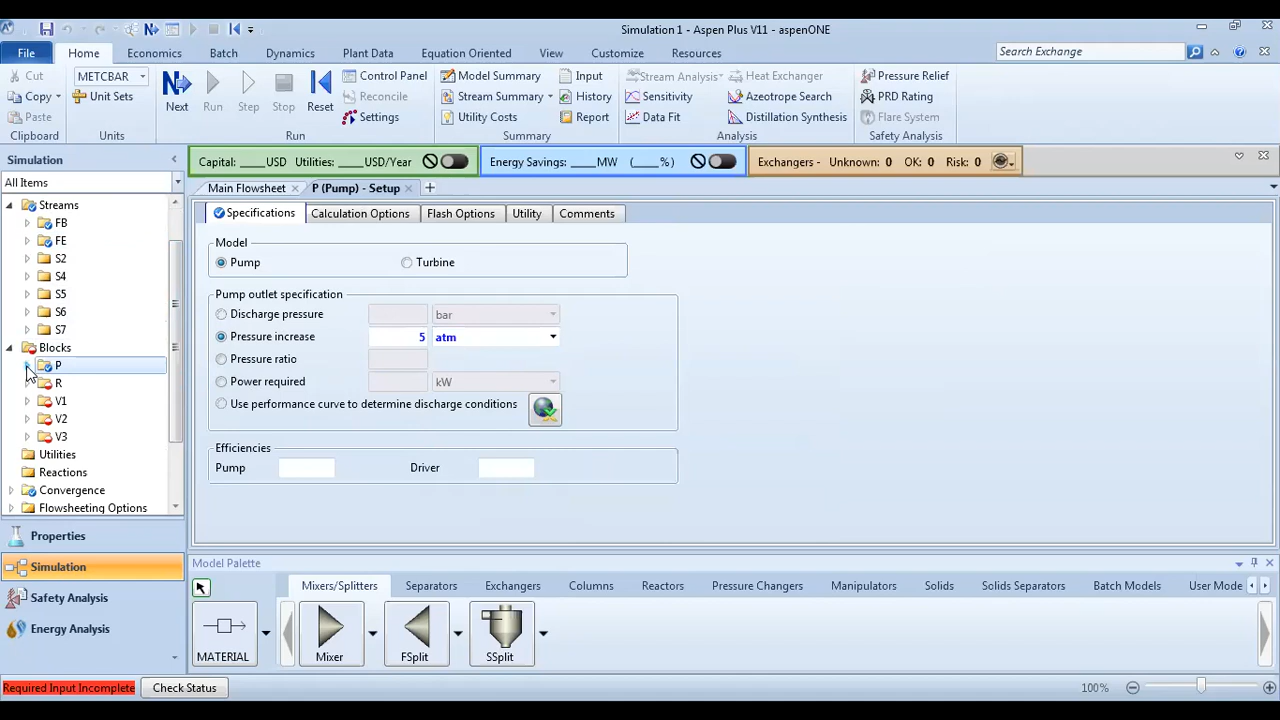 Simulation 1 - Aspen Plus V11 - aspenONE
File Home Economics Batch Dynamics Plant Data Equation Oriented View Customize Resources Search Exchange
Cut METCBAR Control Panel Model Summary Input Stream Analysis Heat Exchanger Pressure Relief
Copy Unit Sets Next Run Step Stop Reset Reconcile Stream Summary History Sensitivity Azeotrope Search PRD Rating
Paste Settings Utility Costs Report Data Fit Distillation Synthesis Flare System
Clipboard Units Run Summary Analysis Safety Analysis
Simulation
Capital: ____USD Utilities: ____USD/Year Energy Savings: ____MW (____%) Exchangers - Unknown: 0 OK: 0 Risk: 0
All Items
Main Flowsheet P (Pump) - Setup
Streams
FB
FE
S2
S4
S5
S6
S7
Blocks
P
R
V1
V2
V3
Utilities
Reactions
Convergence
Flowsheeting Options
Properties
Simulation
Safety Analysis
Energy Analysis
Specifications Calculation Options Flash Options Utility Comments
Model
Pump Turbine
Pump outlet specification
Discharge pressure bar
Pressure increase 5 atm
Pressure ratio
Power required kW
Use performance curve to determine discharge conditions
Efficiencies
Pump Driver
Model Palette
Mixers/Splitters Separators Exchangers Columns Reactors Pressure Changers Manipulators Solids Solids Separators Batch Models User Mode
MATERIAL Mixer FSplit SSplit
Required Input Incomplete Check Status 100%